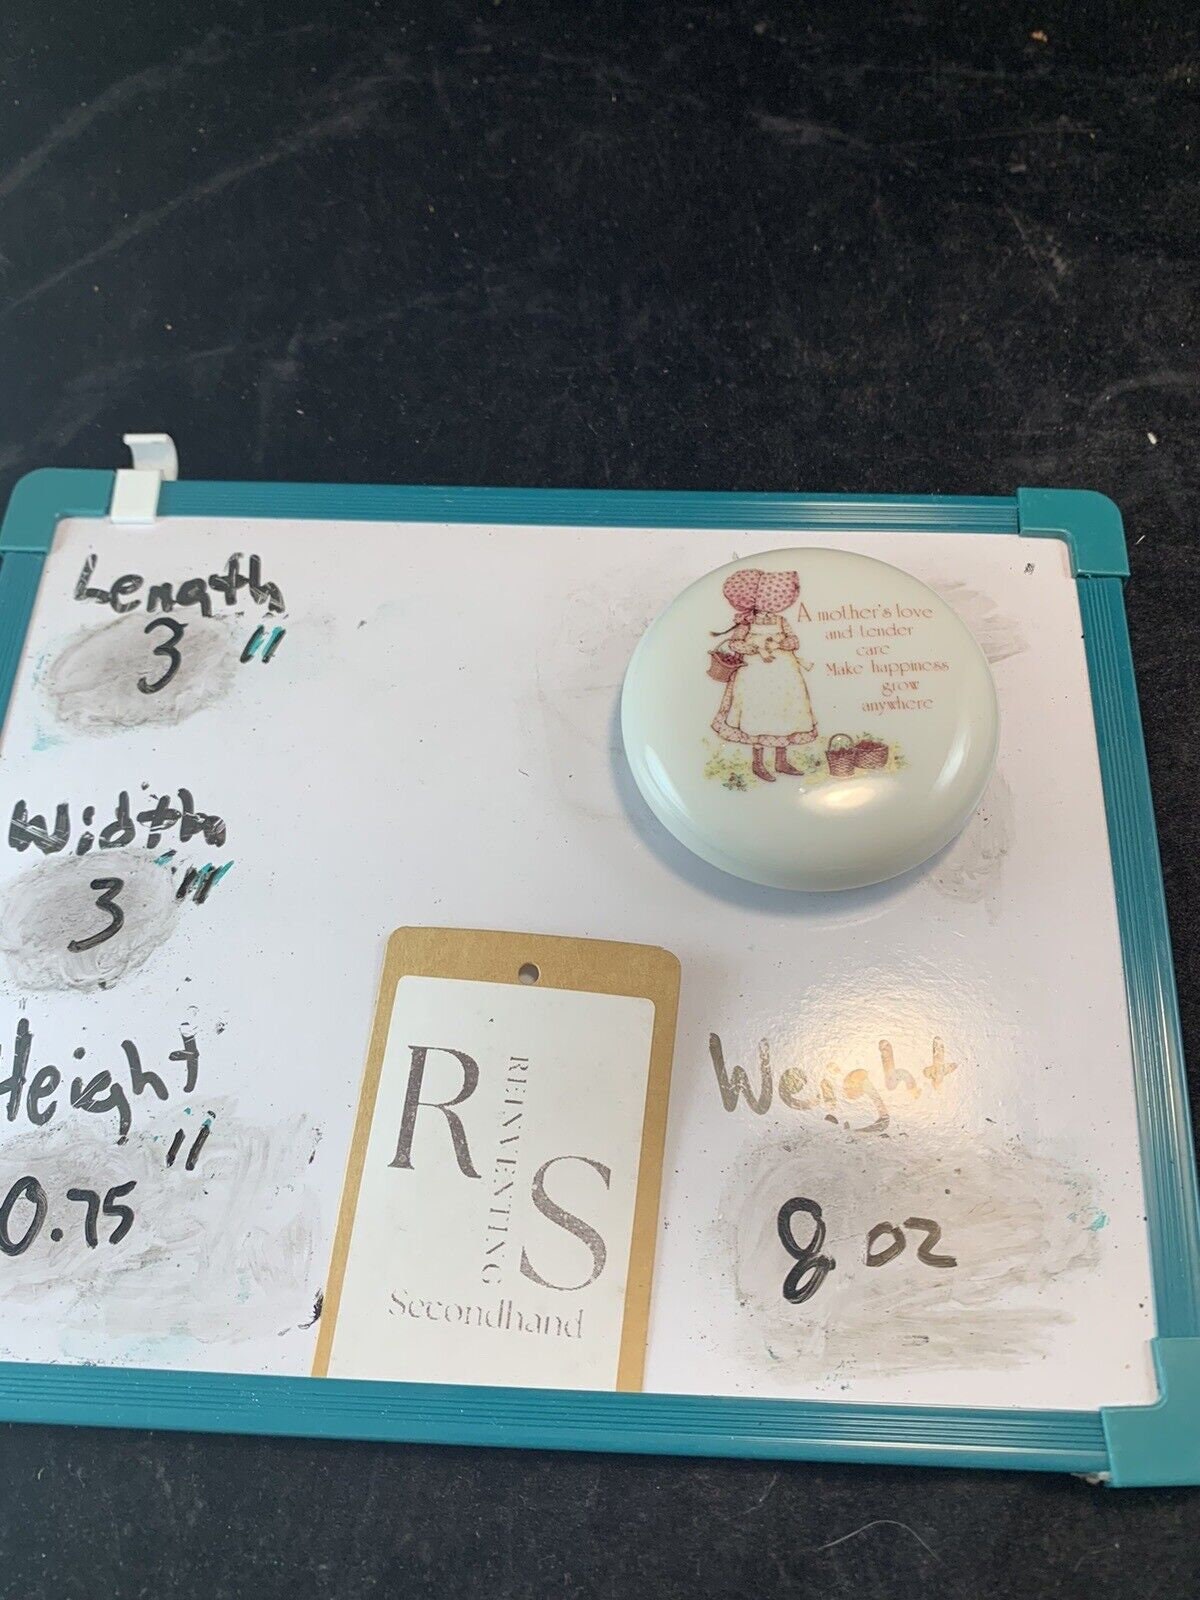 Length
3 "
A mother's love
and tender
care
Make happiness
grow
anywhere
Width
3 "
Height
"
0.75
R
REINVENTING
S
Secondhand
Weight
8 oz